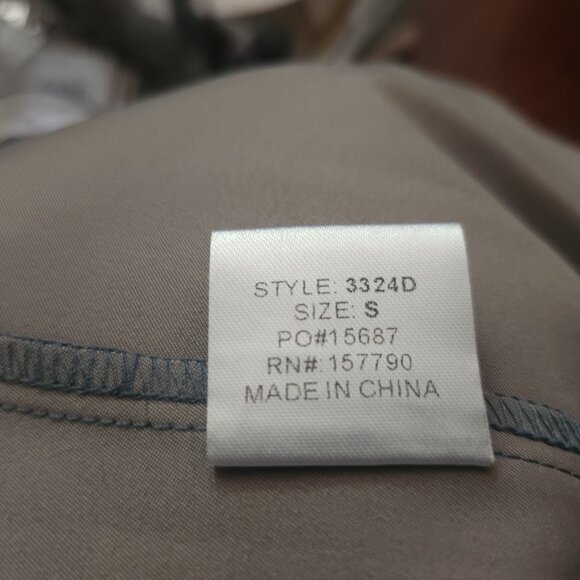 STYLE: 3324D
SIZE: S
PO#15687
RN#: 157790
MADE IN CHINA